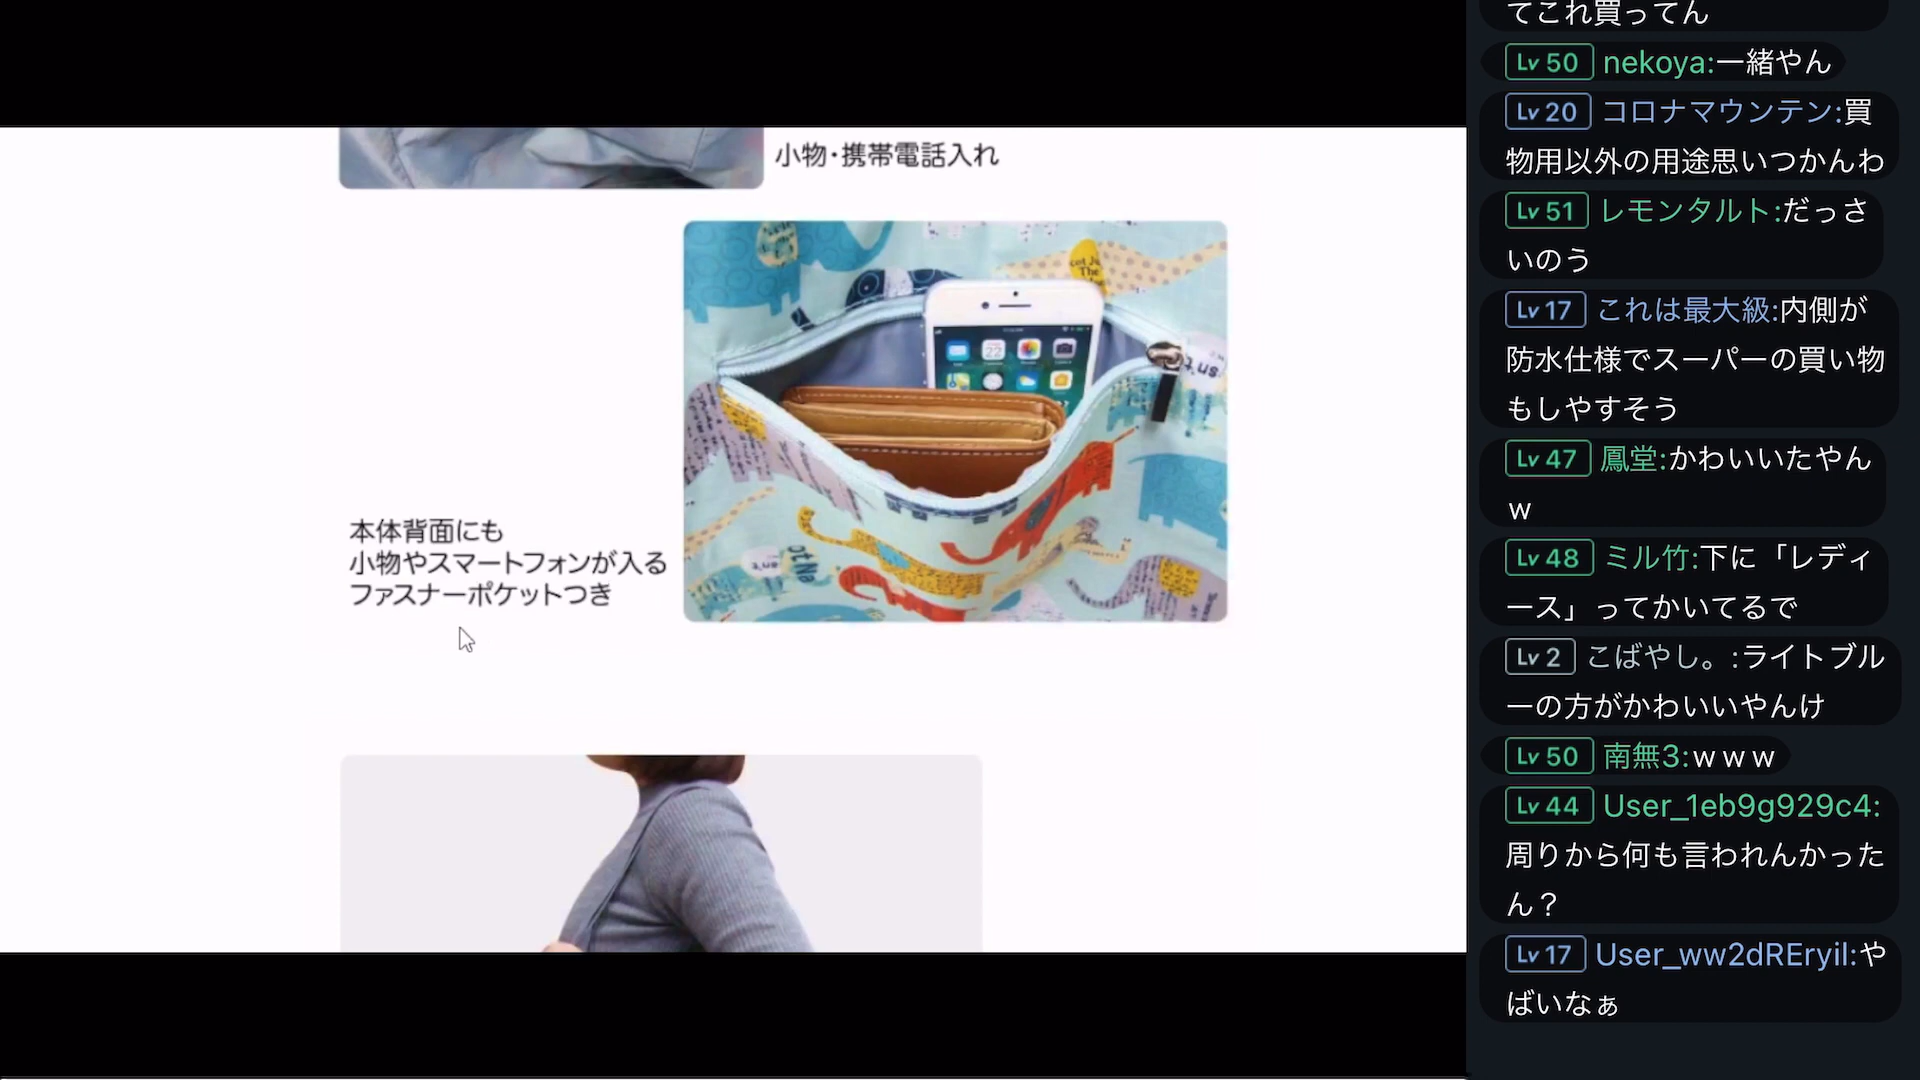 小物･携帯電話入れ
本体背面にも
小物やスマートフォンが入る
ファスナーポケットつき
てこれ買ってん
Lv 50 nekoya:一緒やん
Lv 20 コロナマウンテン:買
物用以外の用途思いつかんわ
Lv 51 レモンタルト:だっさ
いのう
Lv 17 これは最大級:内側が
防水仕様でスーパーの買い物
もしやすそう
Lv 47 鳳堂:かわいいたやん
w
Lv 48 ミル竹:下に「レディ
ース」ってかいてるで
Lv 2 こばやし。:ライトブル
ーの方がかわいいやんけ
Lv 50 南無3:ｗｗｗ
Lv 44 User_1eb9g929c4:
周りから何も言われんかった
ん？
Lv 17 User_ww2dREryil:や
ばいなぁ